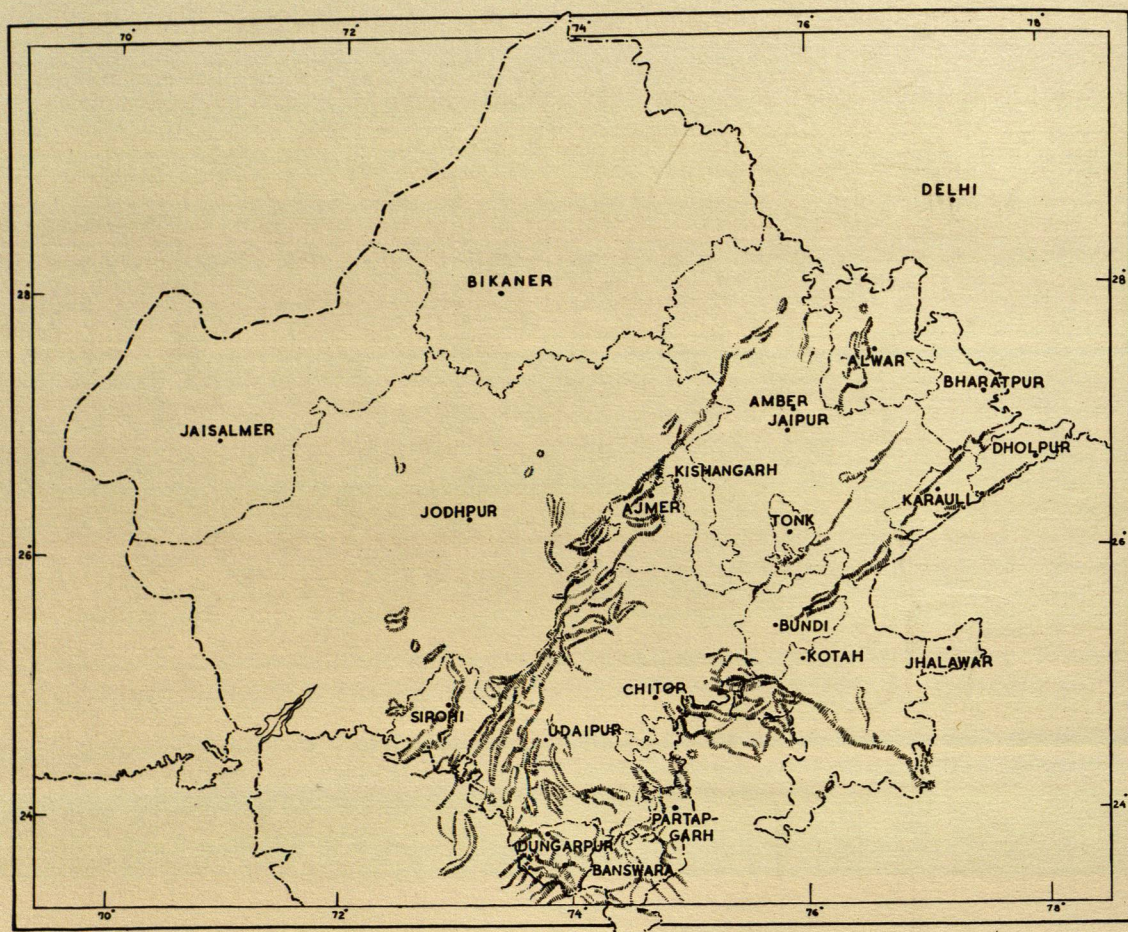 70°
72°
74°
76°
78°
DELHI
28°
BIKANER
28°
ALWAR
BHARATPUR
AMBER
JAIPUR
JAISALMER
DHOLPUR
KISHANGARH
KARAULI
AJMER
JODHPUR
TONK
26°
26°
BUNDI
KOTAH
JHALAWAR
CHITOR
SIROHI
UDAIPUR
24°
24°
PARTAP-
GARH
DUNGARPUR
BANSWARA
70°
72°
74°
76°
78°